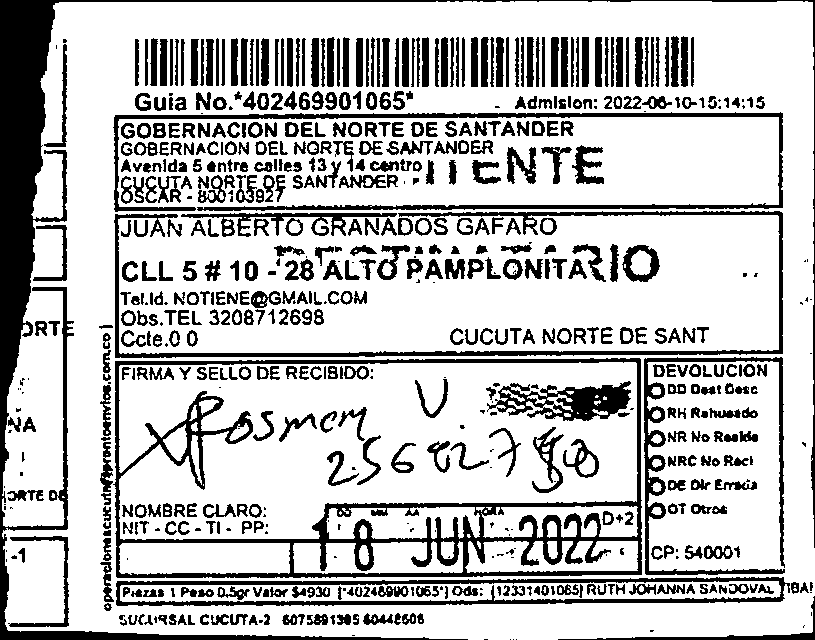 Guia No.*402469901065*
Admision: 2022-06-10-15:14:15
GOBERNACION DEL NORTE DE SANTANDER
GOBERNACION DEL NORTE DE SANTANDER
Avenida 5 entre calles 13 y 14 centro
CUCUTA NORTE DE SANTANDER
OSCAR - 800103927
JUAN ALBERTO GRANADOS GAFARO
CLL 5 # 10 - 28 ALTO PAMPLONITA
Tel.Id. NOTIENE@GMAIL.COM
Obs.TEL 3208712698
Ccte.0 0
CUCUTA NORTE DE SANT
FIRMA Y SELLO DE RECIBIDO:
NOMBRE CLARO:
NIT - CC - TI - PP:
DD MM AA HORA
18 JUN 2022
D+2
DEVOLUCION
DD Dest Desc
RH Rehusado
NR No Reside
NRC No Recl
DE Dir Errada
OT Otros
CP: 540001
Piezas 1 Peso 0.5gr Valor $4930 [*402469901065*] Ods: [12331401065] RUTH JOHANNA SANDOVAL
SUCURSAL CUCUTA-2
ORTE
NA
ORTE DE
-1